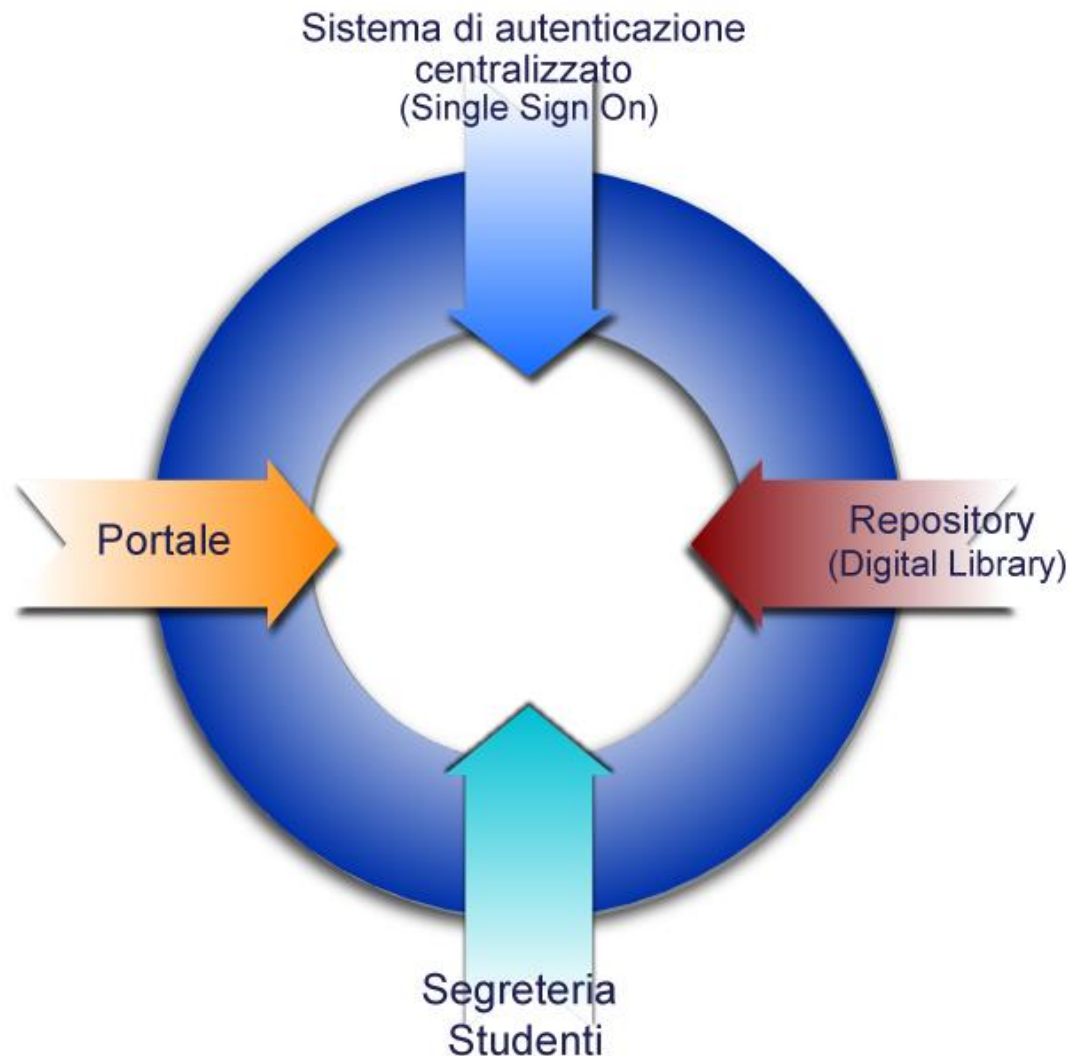 Sistema di autenticazione
centralizzato
(Single Sign On)
Portale
Repository
(Digital Library)
Segreteria
Studenti